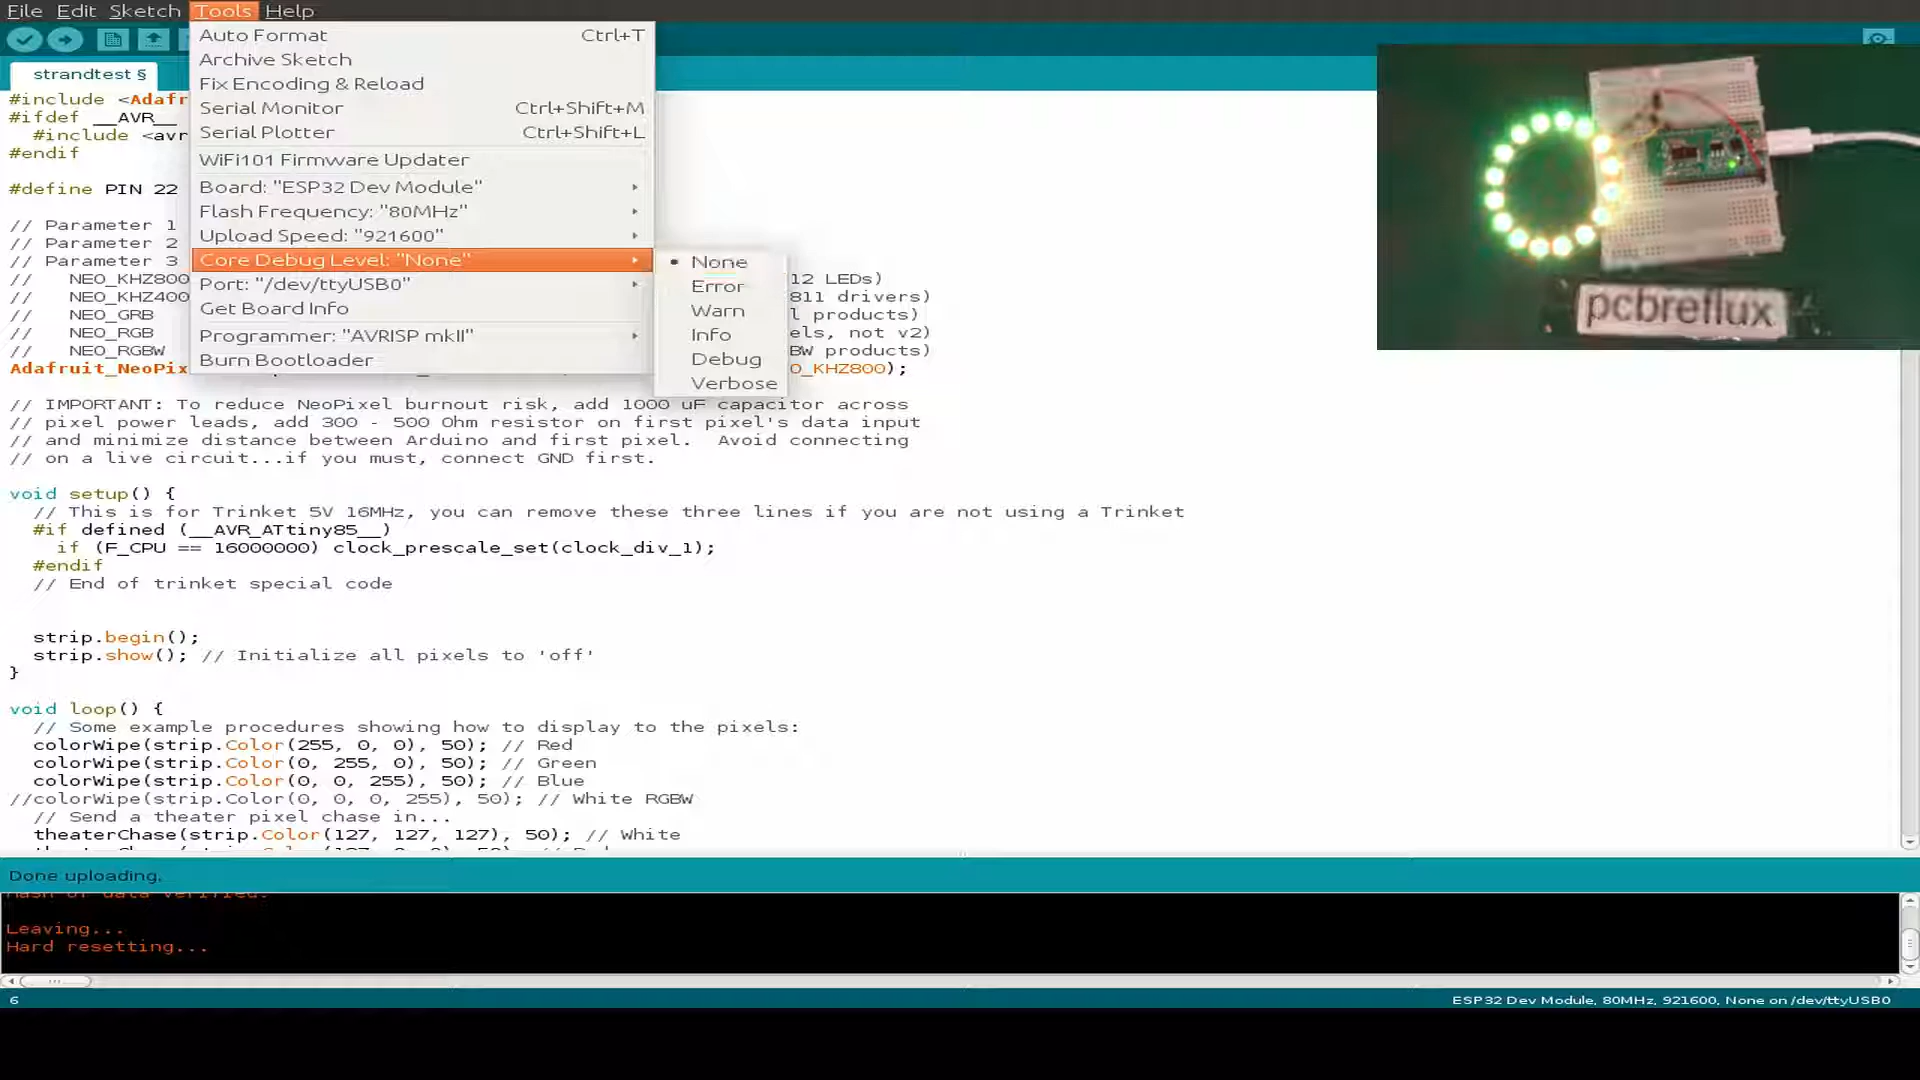 File Edit Sketch Tools Help
Auto Format Ctrl+T
Archive Sketch
Fix Encoding & Reload
Serial Monitor Ctrl+Shift+M
Serial Plotter Ctrl+Shift+L
WiFi101 Firmware Updater
Board: "ESP32 Dev Module"
Flash Frequency: "80MHz"
Upload Speed: "921600"
Core Debug Level: "None"
Port: "/dev/ttyUSB0"
Get Board Info
Programmer: "AVRISP mkII"
Burn Bootloader
None
Error
Warn
Info
Debug
Verbose
strandtest §
#include <Adafr
#ifdef __AVR__
#include <avr
#endif
#define PIN 22
// Parameter 1
// Parameter 2
// Parameter 3
// NEO_KHZ800 12 LEDs)
// NEO_KHZ400 811 drivers)
// NEO_GRB l products)
// NEO_RGB els, not v2)
// NEO_RGBW BW products)
Adafruit_NeoPix O_KHZ800);
// IMPORTANT: To reduce NeoPixel burnout risk, add 1000 uF capacitor across
// pixel power leads, add 300 - 500 Ohm resistor on first pixel's data input
// and minimize distance between Arduino and first pixel.  Avoid connecting
// on a live circuit...if you must, connect GND first.
void setup() {
// This is for Trinket 5V 16MHz, you can remove these three lines if you are not using a Trinket
#if defined (__AVR_ATtiny85__)
if (F_CPU == 16000000) clock_prescale_set(clock_div_1);
#endif
// End of trinket special code
strip.begin();
strip.show(); // Initialize all pixels to 'off'
}
void loop() {
// Some example procedures showing how to display to the pixels:
colorWipe(strip.Color(255, 0, 0), 50); // Red
colorWipe(strip.Color(0, 255, 0), 50); // Green
colorWipe(strip.Color(0, 0, 255), 50); // Blue
//colorWipe(strip.Color(0, 0, 0, 255), 50); // White RGBW
// Send a theater pixel chase in...
theaterChase(strip.Color(127, 127, 127), 50); // White
pcbreflux
Done uploading.
Hash of data verified.
Leaving...
Hard resetting...
6 ESP32 Dev Module, 80MHz, 921600, None on /dev/ttyUSB0